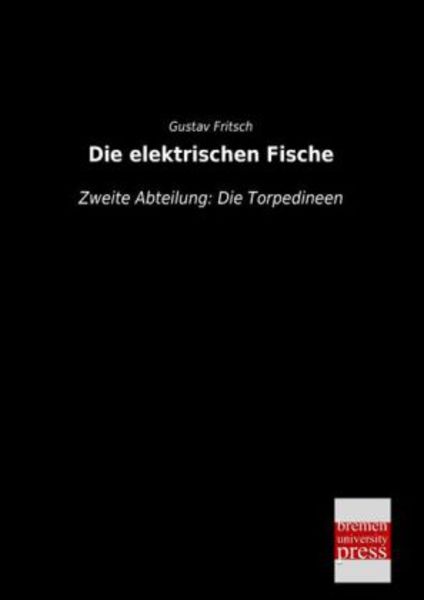 Gustav Fritsch
Die elektrischen Fische
Zweite Abteilung: Die Torpedineen
bremen
university
press